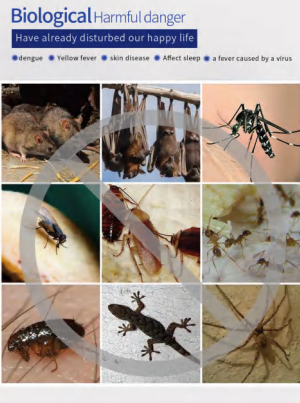 Biological Harmful danger
Have already disturbed our happy life
dengue Yellow fever skin disease Affect sleep a fever caused by a virus